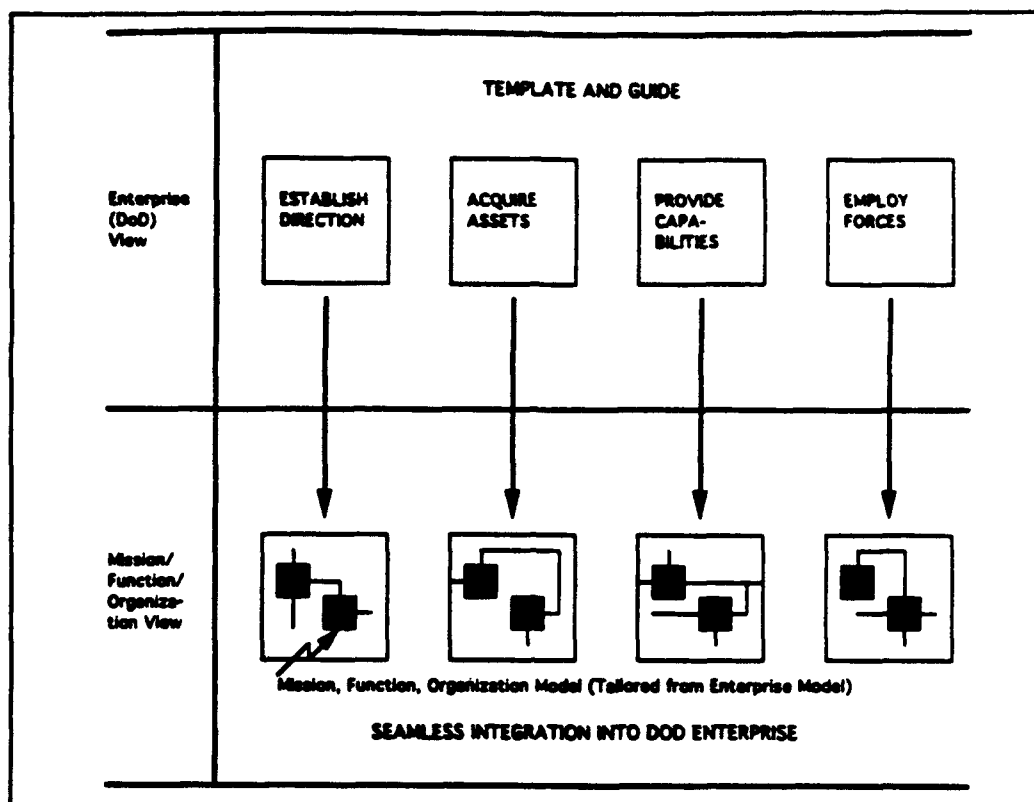 TEMPLATE AND GUIDE
Enterprise
(DoD)
View
ESTABLISH
DIRECTION
ACQUIRE
ASSETS
PROVIDE
CAPA-
BILITIES
EMPLOY
FORCES
Mission/
Function/
Organiza-
tion View
Mission, Function, Organization Model (Tailored from Enterprise Model)
SEAMLESS INTEGRATION INTO DOD ENTERPRISE